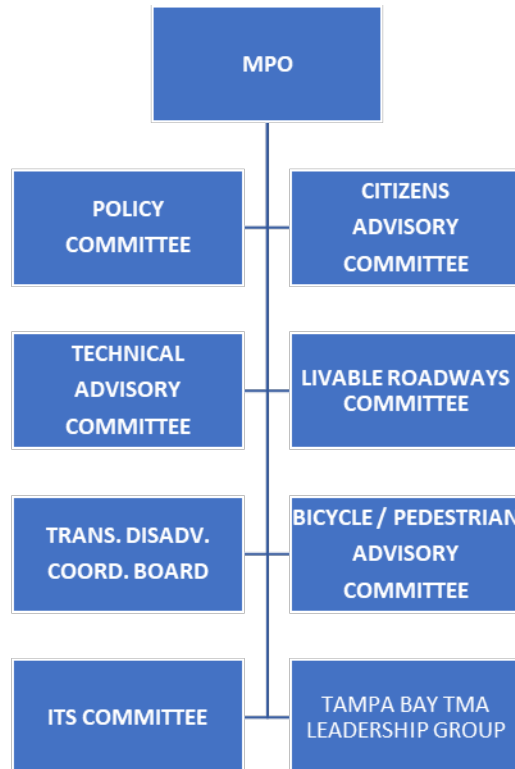 MPO
POLICY
COMMITTEE
CITIZENS
ADVISORY
COMMITTEE
TECHNICAL
ADVISORY
COMMITTEE
LIVABLE ROADWAYS
COMMITTEE
TRANS. DISADV.
COORD. BOARD
BICYCLE / PEDESTRIAN
ADVISORY
COMMITTEE
ITS COMMITTEE
TAMPA BAY TMA
LEADERSHIP GROUP